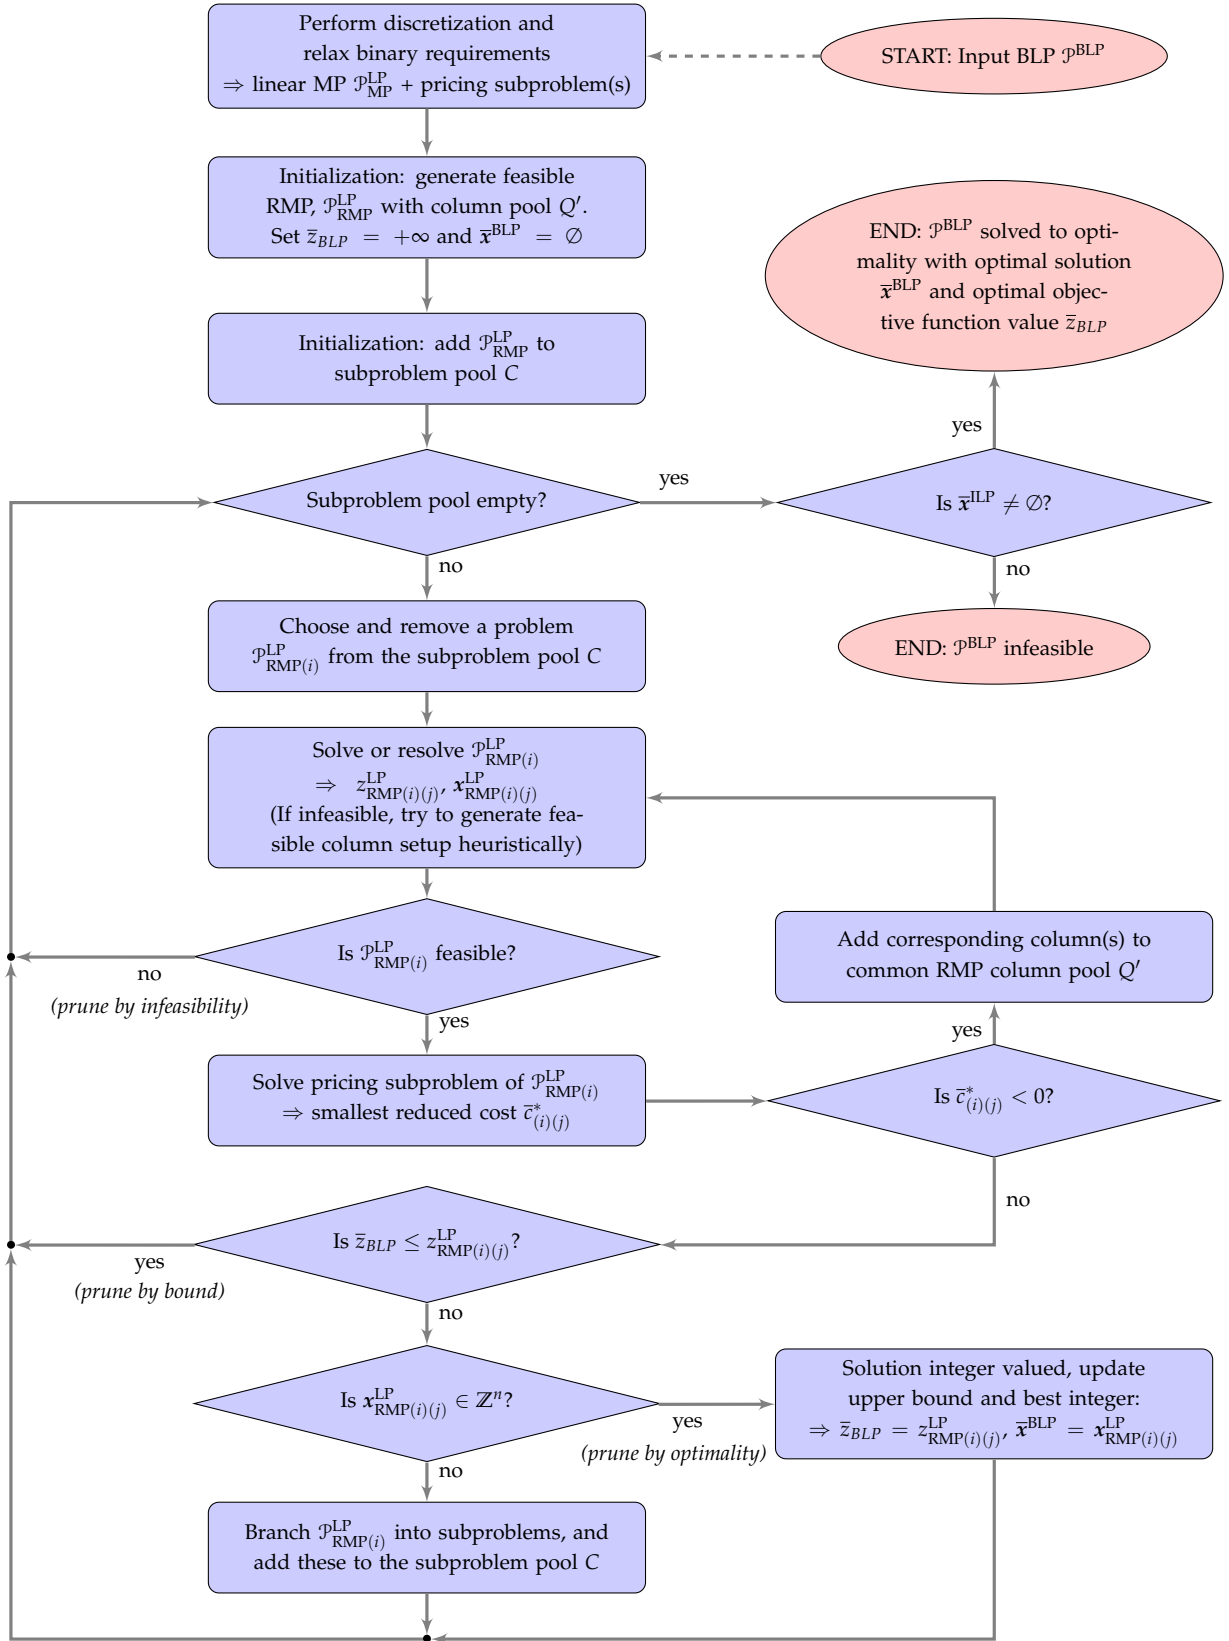 Perform discretization and
relax binary requirements
⇒ linear MP 𝒫^LP_MP + pricing subproblem(s)
START: Input BLP 𝒫^BLP
Initialization: generate feasible
RMP, 𝒫^LP_RMP with column pool Q′.
Set z̄_BLP = +∞ and x̄^BLP = ∅
END: 𝒫^BLP solved to opti-
mality with optimal solution
x̄^BLP and optimal objec-
tive function value z̄_BLP
Initialization: add 𝒫^LP_RMP to
subproblem pool C
yes
Subproblem pool empty?
yes
Is x̄^ILP ≠ ∅?
no
no
Choose and remove a problem
𝒫^LP_RMP(i) from the subproblem pool C
END: 𝒫^BLP infeasible
Solve or resolve 𝒫^LP_RMP(i)
⇒ z^LP_RMP(i)(j), x^LP_RMP(i)(j)
(If infeasible, try to generate fea-
sible column setup heuristically)
Is 𝒫^LP_RMP(i) feasible?
no
(prune by infeasibility)
yes
Add corresponding column(s) to
common RMP column pool Q′
yes
Solve pricing subproblem of 𝒫^LP_RMP(i)
⇒ smallest reduced cost c̄*_(i)(j)
Is c̄*_(i)(j) < 0?
no
Is z̄_BLP ≤ z^LP_RMP(i)(j)?
yes
(prune by bound)
no
Is x^LP_RMP(i)(j) ∈ ℤ^n?
yes
(prune by optimality)
Solution integer valued, update
upper bound and best integer:
⇒ z̄_BLP = z^LP_RMP(i)(j), x̄^BLP = x^LP_RMP(i)(j)
no
Branch 𝒫^LP_RMP(i) into subproblems, and
add these to the subproblem pool C